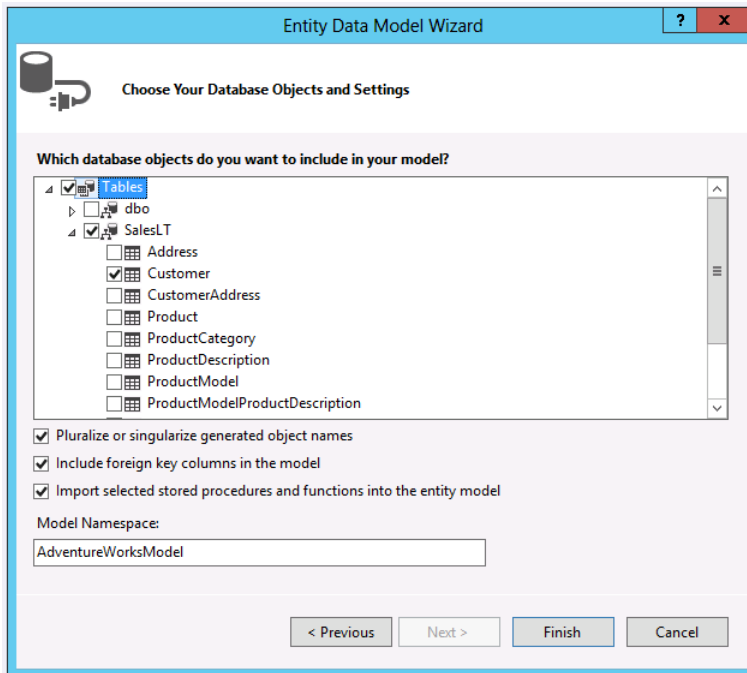 Entity Data Model Wizard
? x
Choose Your Database Objects and Settings
Which database objects do you want to include in your model?
Tables
dbo
SalesLT
Address
Customer
CustomerAddress
Product
ProductCategory
ProductDescription
ProductModel
ProductModelProductDescription
Pluralize or singularize generated object names
Include foreign key columns in the model
Import selected stored procedures and functions into the entity model
Model Namespace:
AdventureWorksModel
< Previous Next > Finish Cancel